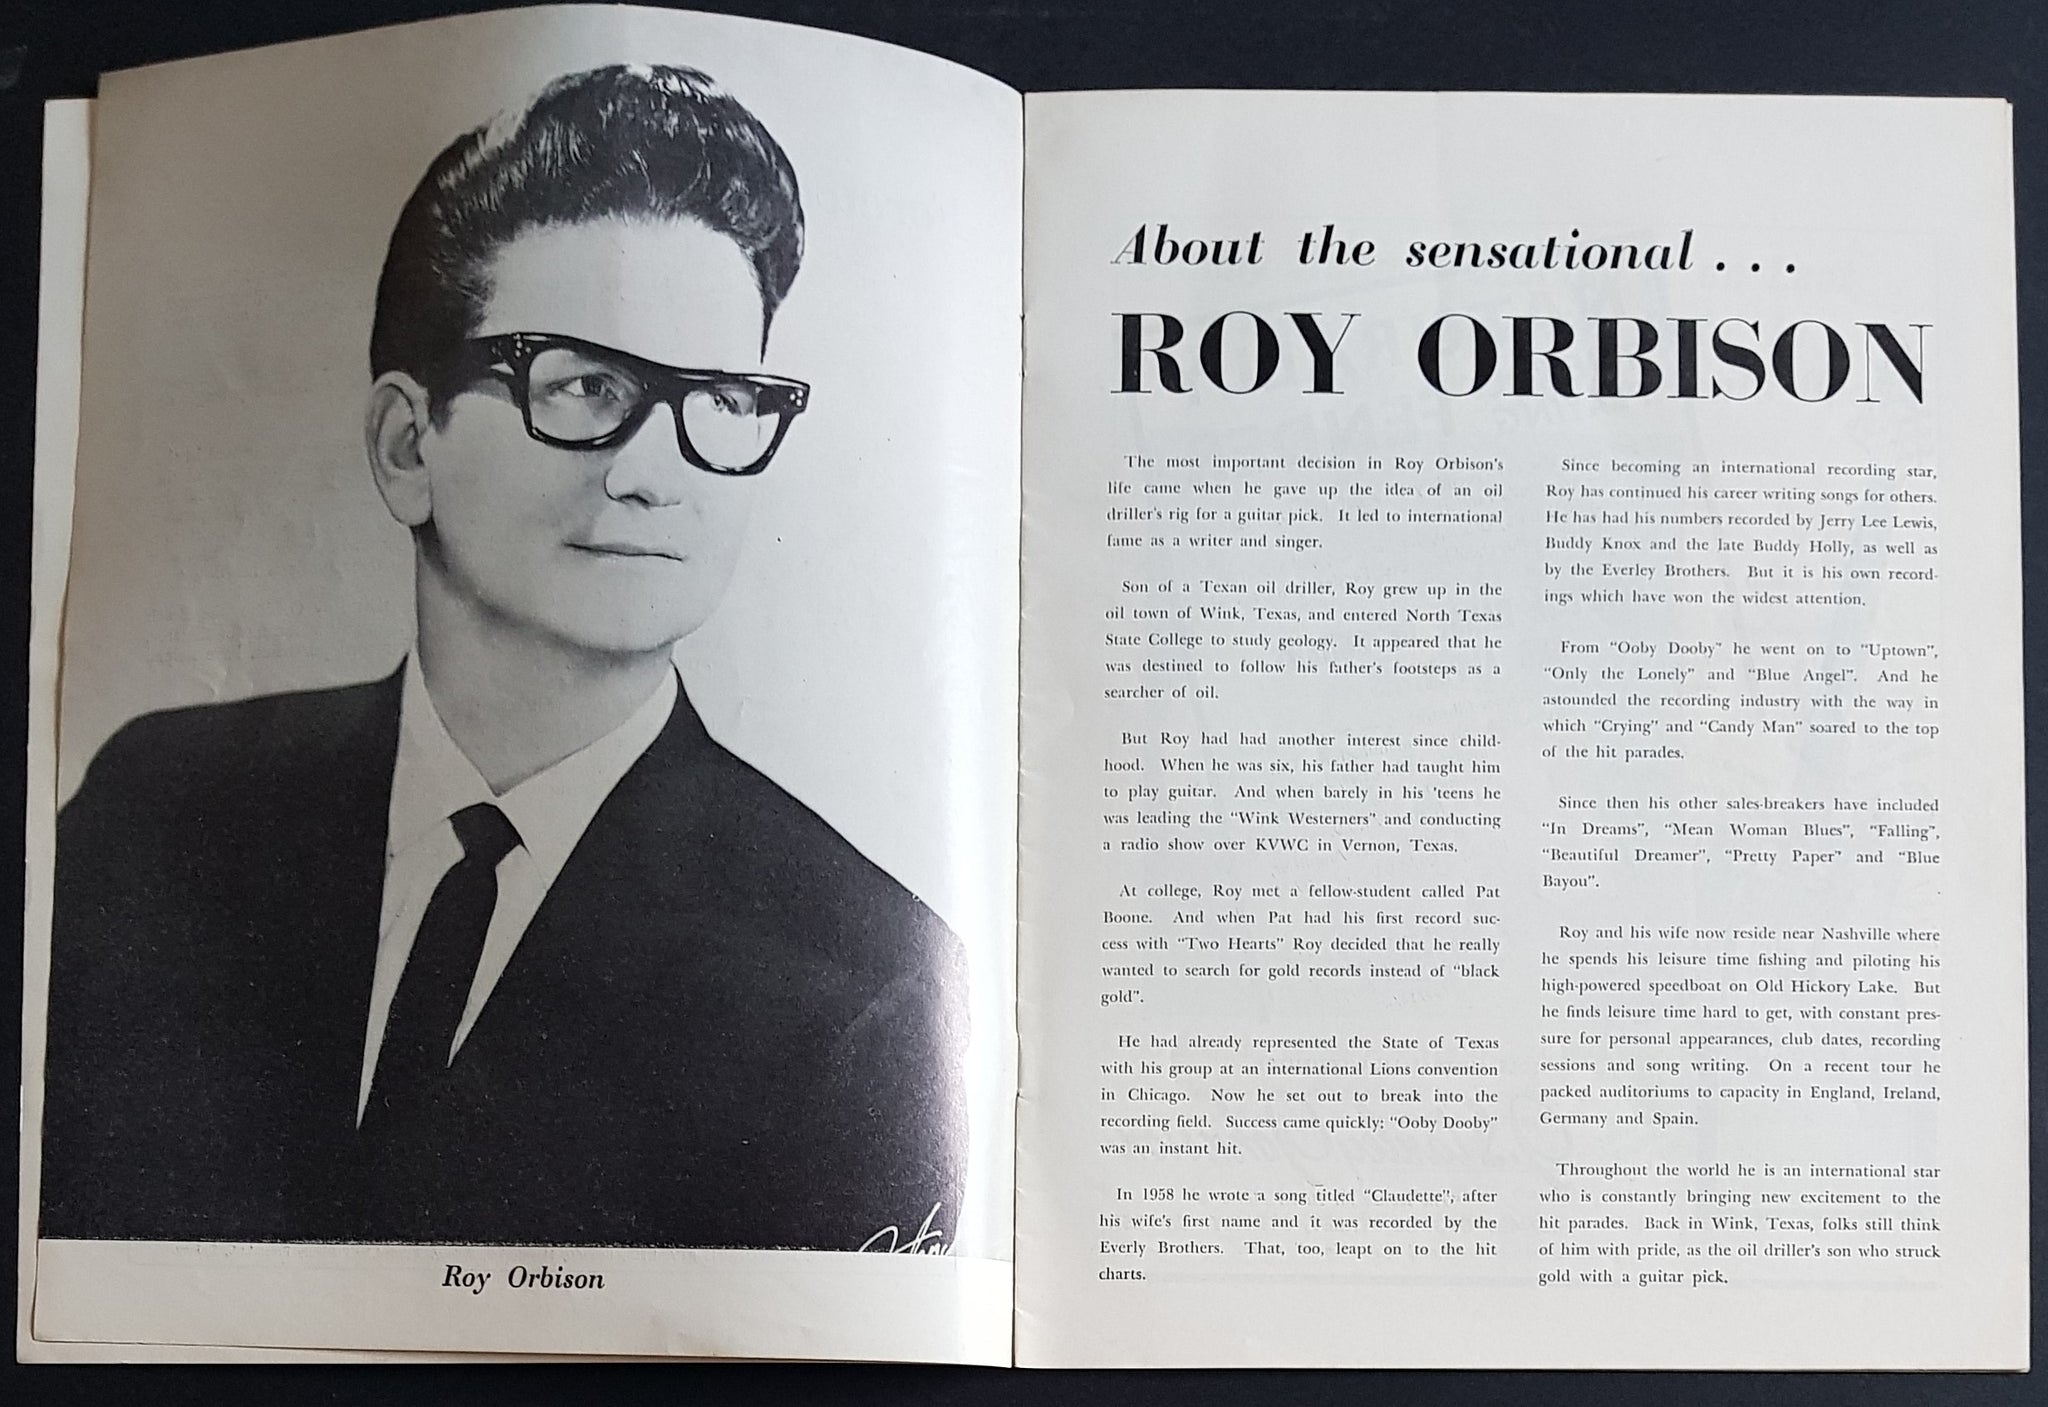 Roy Orbison
About the sensational . . .
ROY ORBISON
The most important decision in Roy Orbison's
life came when he gave up the idea of an oil
driller's rig for a guitar pick. It led to international
fame as a writer and singer.
Son of a Texan oil driller, Roy grew up in the
oil town of Wink, Texas, and entered North Texas
State College to study geology. It appeared that he
was destined to follow his father's footsteps as a
searcher of oil.
But Roy had had another interest since child-
hood. When he was six, his father had taught him
to play guitar. And when barely in his 'teens he
was leading the "Wink Westerners" and conducting
a radio show over KVWC in Vernon, Texas.
At college, Roy met a fellow-student called Pat
Boone. And when Pat had his first record suc-
cess with "Two Hearts" Roy decided that he really
wanted to search for gold records instead of "black
gold".
He had already represented the State of Texas
with his group at an international Lions convention
in Chicago. Now he set out to break into the
recording field. Success came quickly: "Ooby Dooby"
was an instant hit.
In 1958 he wrote a song titled "Claudette", after
his wife's first name and it was recorded by the
Everly Brothers. That, too, leapt on to the hit
charts.
Since becoming an international recording star,
Roy has continued his career writing songs for others.
He has had his numbers recorded by Jerry Lee Lewis,
Buddy Knox and the late Buddy Holly, as well as
by the Everley Brothers. But it is his own record-
ings which have won the widest attention.
From "Ooby Dooby" he went on to "Uptown",
"Only the Lonely" and "Blue Angel". And he
astounded the recording industry with the way in
which "Crying" and "Candy Man" soared to the top
of the hit parades.
Since then his other sales-breakers have included
"In Dreams", "Mean Woman Blues", "Falling",
"Beautiful Dreamer", "Pretty Paper" and "Blue
Bayou".
Roy and his wife now reside near Nashville where
he spends his leisure time fishing and piloting his
high-powered speedboat on Old Hickory Lake. But
he finds leisure time hard to get, with constant pres-
sure for personal appearances, club dates, recording
sessions and song writing. On a recent tour he
packed auditoriums to capacity in England, Ireland,
Germany and Spain.
Throughout the world he is an international star
who is constantly bringing new excitement to the
hit parades. Back in Wink, Texas, folks still think
of him with pride, as the oil driller's son who struck
gold with a guitar pick.